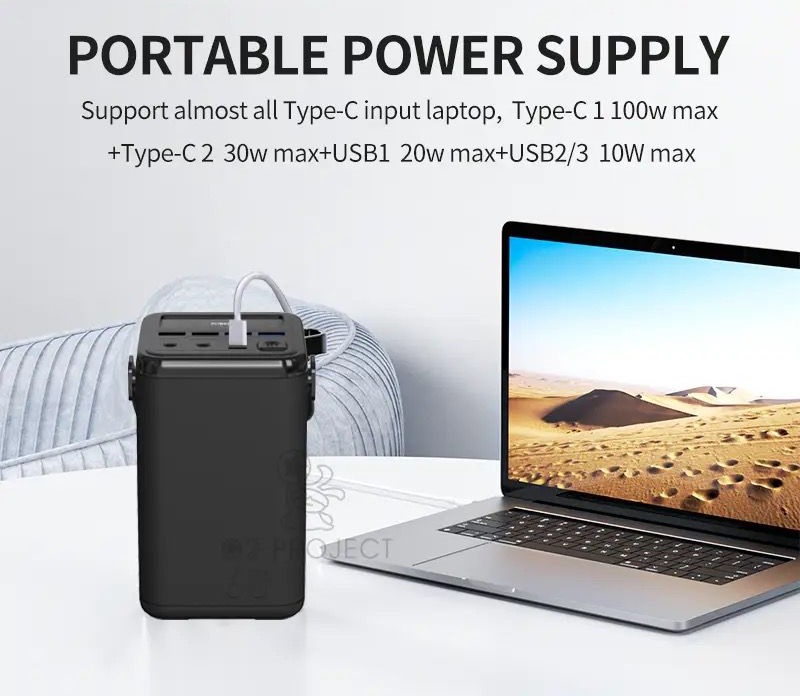 PORTABLE POWER SUPPLY
Support almost all Type-C input laptop, Type-C 1 100w max
+Type-C 2 30w max+USB1 20w max+USB2/3 10W max
O2 PROJECT